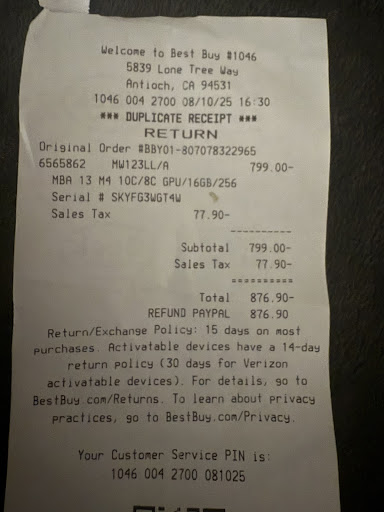 Welcome to Best Buy #1046
5839 Lone Tree Way
Antioch, CA 94531
1046 004 2700 08/10/25 16:30
*** DUPLICATE RECEIPT ***
RETURN
Original Order #BBY01-807078322965
6565862 MW123LL/A 799.00-
MBA 13 M4 10C/8C GPU/16GB/256
Serial # SKYFG3WGT4W
Sales Tax 77.90-
----------
Subtotal 799.00-
Sales Tax 77.90-
==========
Total 876.90-
REFUND PAYPAL 876.90
Return/Exchange Policy: 15 days on most
purchases. Activatable devices have a 14-day
return policy (30 days for Verizon
activatable devices). For details, go to
BestBuy.com/Returns. To learn about privacy
practices, go to BestBuy.com/Privacy.
Your Customer Service PIN is:
1046 004 2700 081025